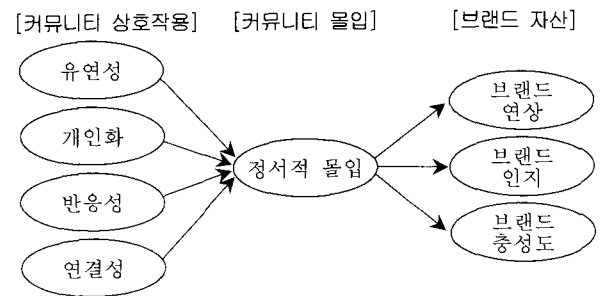 [커뮤니티 상호작용] [커뮤니티 몰입] [브랜드 자산]
유연성
개인화
반응성
연결성
정서적 몰입
브랜드
연상
브랜드
인지
브랜드
충성도